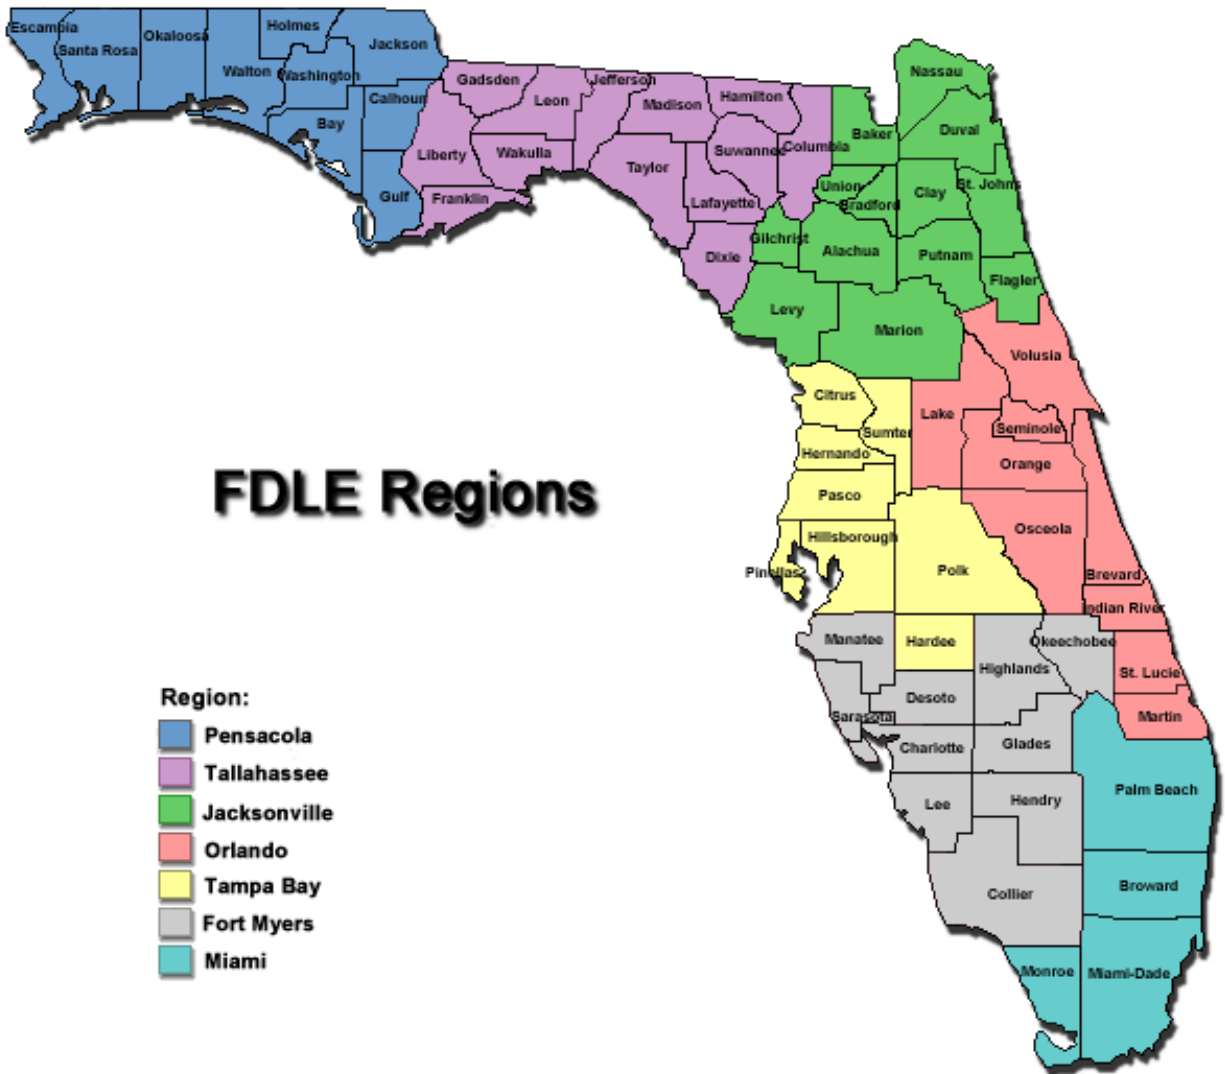 Escambia
Santa Rosa
Okaloosa
Holmes
Walton
Washington
Jackson
Calhoun
Bay
Gulf
Gadsden
Leon
Jefferson
Madison
Hamilton
Liberty
Wakulla
Franklin
Taylor
Suwannee
Columbia
Lafayette
Dixie
Nassau
Baker
Duval
Union
Bradford
Clay
St. Johns
Gilchrist
Alachua
Putnam
Flagler
Levy
Marion
Volusia
Citrus
Lake
Sumter
Seminole
Hernando
Orange
FDLE Regions
Pasco
Hillsborough
Osceola
Pinellas
Polk
Brevard
Indian River
Manatee
Hardee
Okeechobee
Highlands
St. Lucie
Desoto
Sarasota
Martin
Charlotte
Glades
Lee
Hendry
Palm Beach
Collier
Broward
Monroe
Miami-Dade
Region:
Pensacola
Tallahassee
Jacksonville
Orlando
Tampa Bay
Fort Myers
Miami